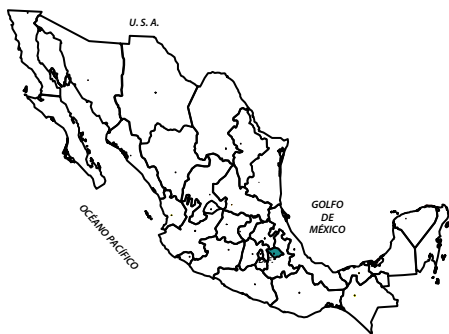 U. S. A.
GOLFO
DE
MÉXICO
OCÉANO PACÍFICO